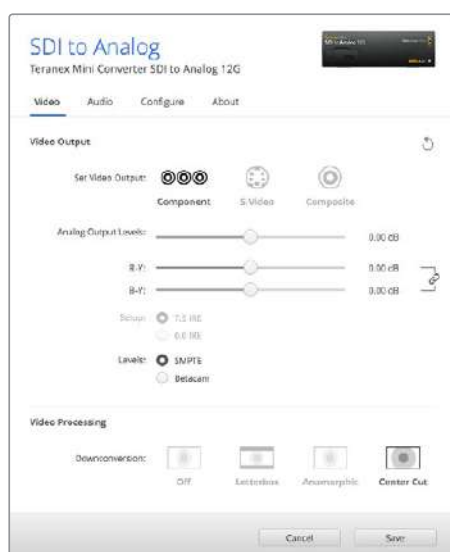 SDI to Analog
Teranex Mini Converter SDI to Analog 12G
Video Audio Configure About
Video Output
Set Video Output:
Component S-Video Composite
Analog Output Levels: 0.00 dB
R-Y: 0.00 dB
B-Y: 0.00 dB
Setup: 7.5 IRE
0.0 IRE
Levels: SMPTE
Betacam
Video Processing
Downconversion:
Off Letterbox Anamorphic Center Cut
Cancel Save